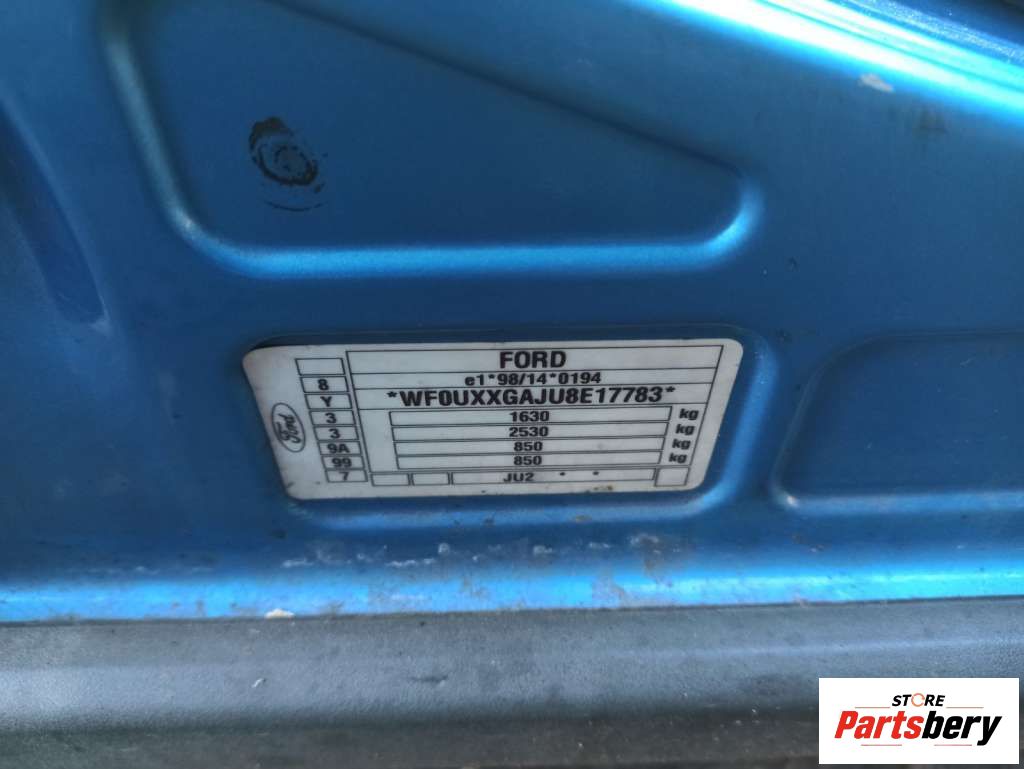 FORD
e1*98/14*0194
*WF0UXXGAJU8E17783*
1630 kg
2530 kg
850 kg
850 kg
JU2 * *
8
Y
3
3
9A
99
7
Ford
STORE
Partsbery